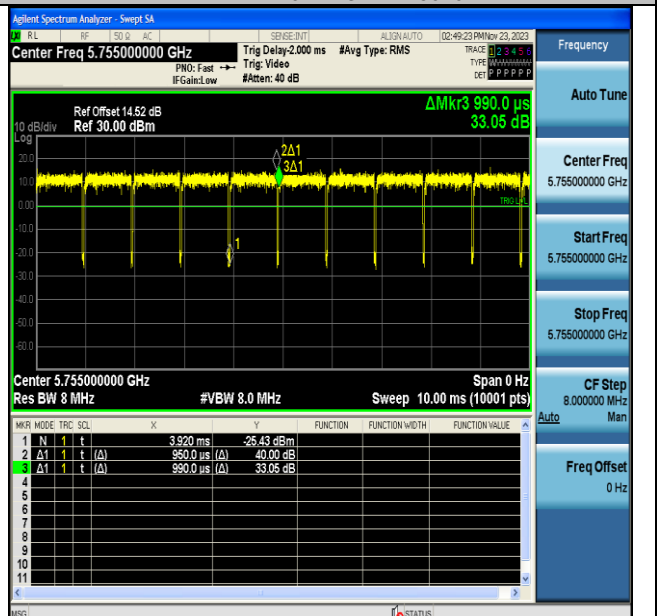 Agilent Spectrum Analyzer - Swept SA
RL RF 50 Ω AC SENSE:INT ALIGN AUTO 02:49:23 PM Nov 23, 2023
Center Freq 5.755000000 GHz Trig Delay-2.000 ms #Avg Type: RMS TRACE 1 2 3 4 5 6
PNO: Fast Trig: Video TYPE
IFGain:Low #Atten: 40 dB DET P P P P P P
Frequency
Auto Tune
ΔMkr3 990.0 µs
33.05 dB
Ref Offset 14.52 dB
10 dB/div Ref 30.00 dBm
Log
20.0
10.0
0.00
-10.0
-20.0
-30.0
-40.0
-50.0
-60.0
2Δ1
3Δ1
1
Center Freq
5.755000000 GHz
Start Freq
5.755000000 GHz
Stop Freq
5.755000000 GHz
CF Step
8.000000 MHz
Auto Man
Freq Offset
0 Hz
Center 5.755000000 GHz Span 0 Hz
Res BW 8 MHz #VBW 8.0 MHz Sweep 10.00 ms (10001 pts)
MKR MODE TRC SCL X Y FUNCTION FUNCTION WIDTH FUNCTION VALUE
1 N 1 t 3.920 ms -25.43 dBm
2 Δ1 1 t (Δ) 950.0 µs (Δ) 40.00 dB
3 Δ1 1 t (Δ) 990.0 µs (Δ) 33.05 dB
4
5
6
7
8
9
10
11
MSG STATUS